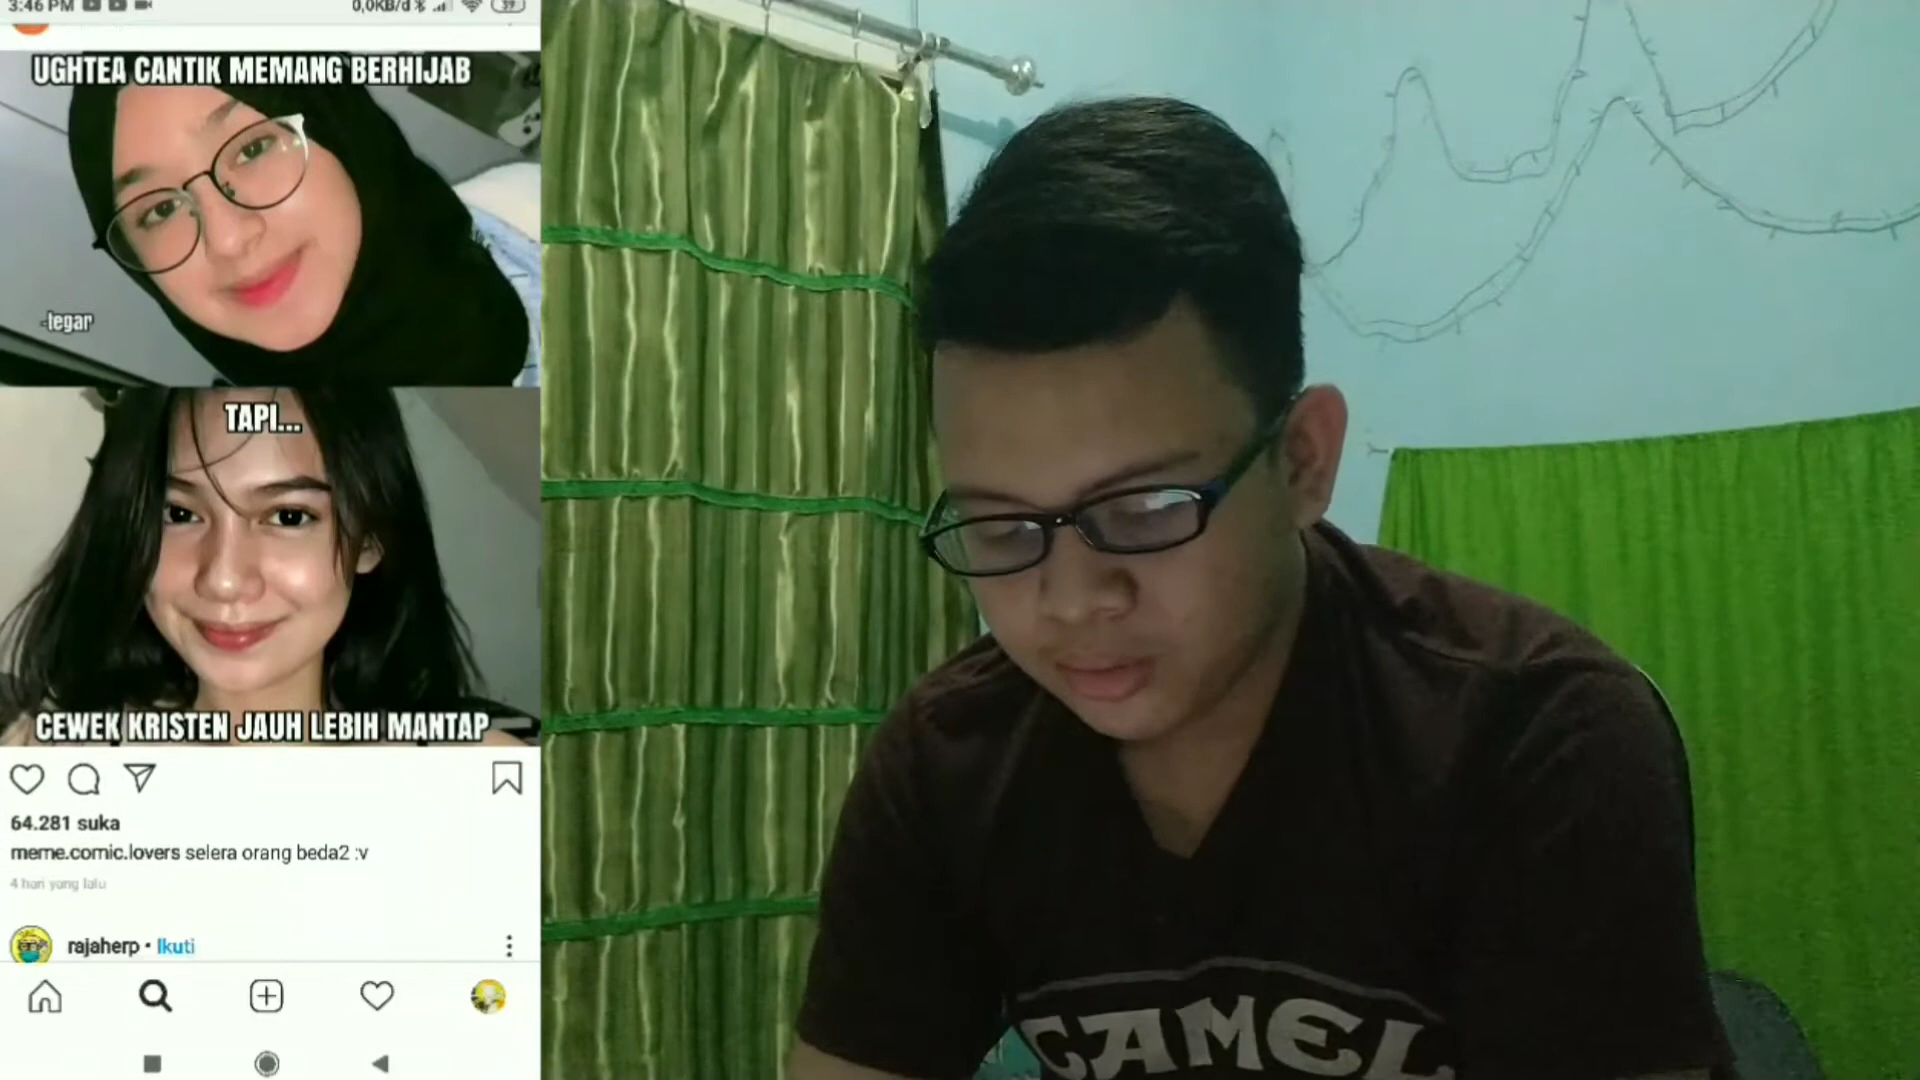 3:46 PM
0,0KB/d
39
UGHTEA CANTIK MEMANG BERHIJAB
-tegar
TAPI...
CEWEK KRISTEN JAUH LEBIH MANTAP
64.281 suka
meme.comic.lovers selera orang beda2 :v
4 hari yang lalu
rajaherp • Ikuti
CAMEL